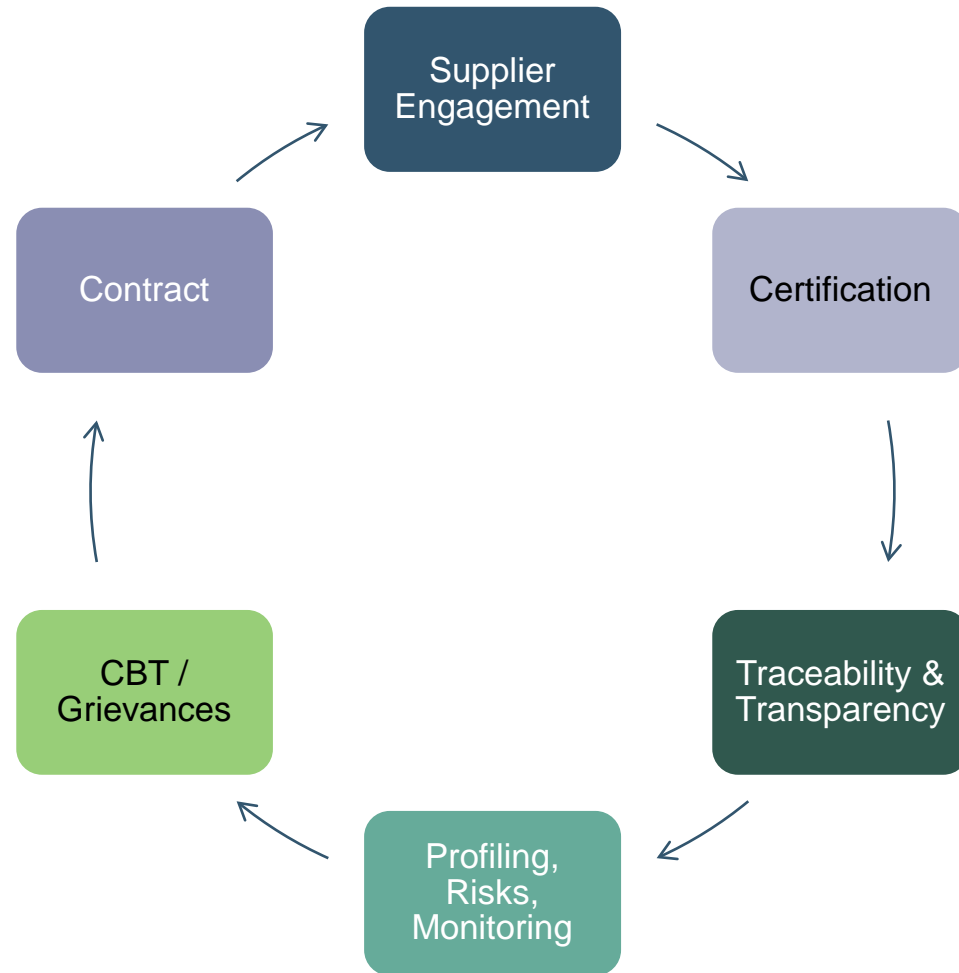 Supplier
Engagement
Certification
Traceability &
Transparency
Profiling,
Risks,
Monitoring
CBT /
Grievances
Contract